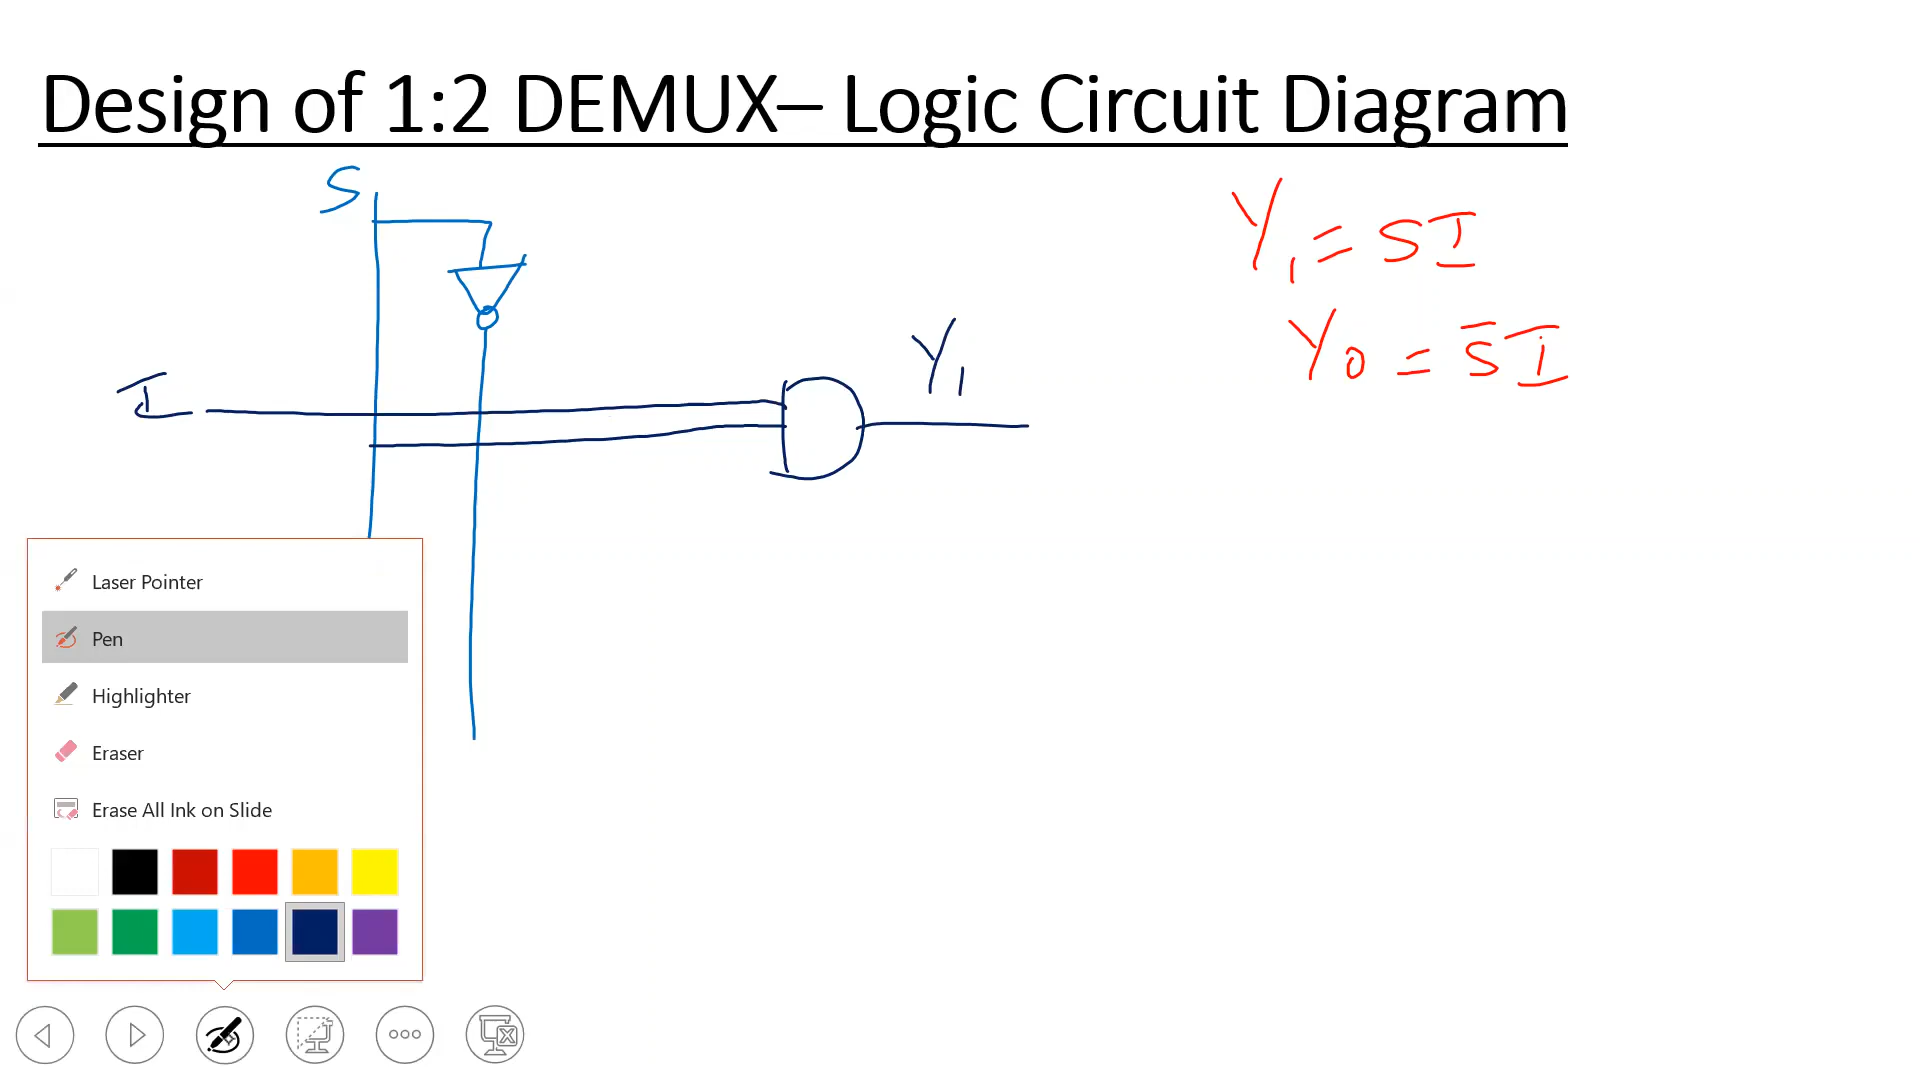 Design of 1:2 DEMUX– Logic Circuit Diagram
S
Y₁ = SI
Y0 = S̅I
I
Y₁
Laser Pointer
Pen
Highlighter
Eraser
Erase All Ink on Slide